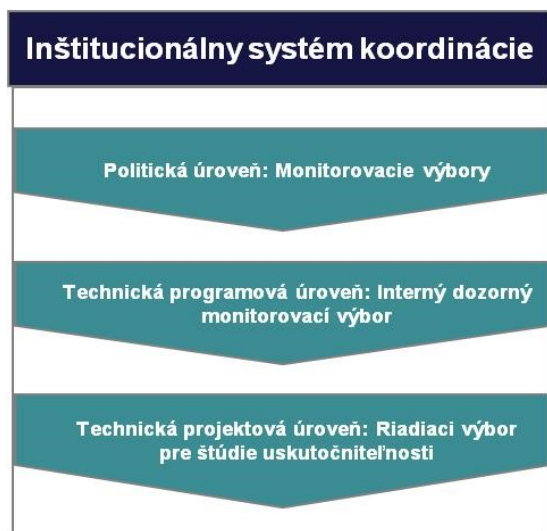 Inštitucionálny systém koordinácie
Politická úroveň: Monitorovacie výbory
Technická programová úroveň: Interný dozorný
monitorovací výbor
Technická projektová úroveň: Riadiaci výbor
pre štúdie uskutočniteľnosti